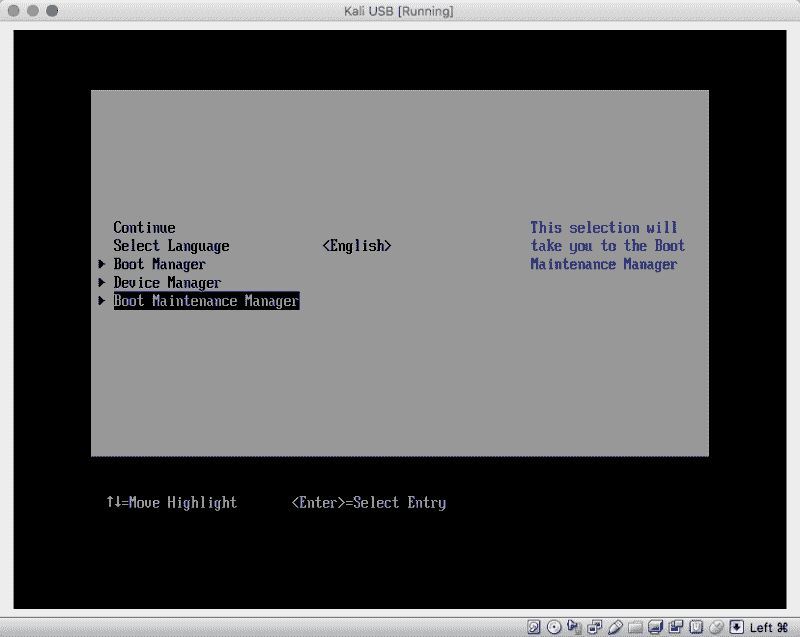 Kali USB [Running]
Continue
Select Language <English>
Boot Manager
Device Manager
Boot Maintenance Manager
This selection will
take you to the Boot
Maintenance Manager
↑↓=Move Highlight <Enter>=Select Entry
Left ⌘